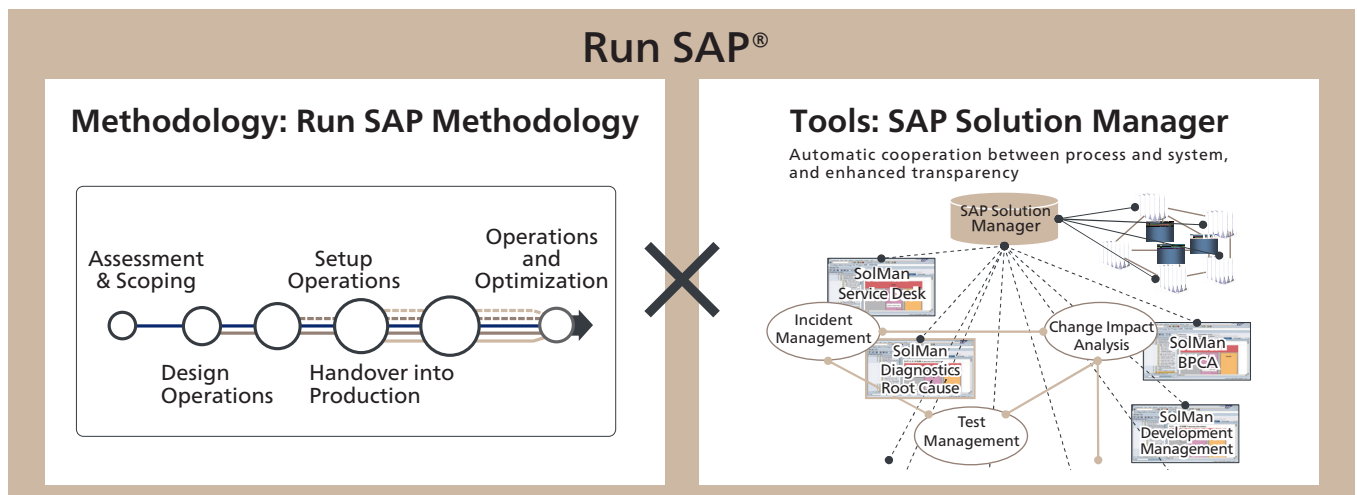 Run SAP®
Methodology: Run SAP Methodology
Assessment
& Scoping
Design
Operations
Setup
Operations
Handover into
Production
Operations
and
Optimization
Tools: SAP Solution Manager
Automatic cooperation between process and system,
and enhanced transparency
SAP Solution
Manager
SolMan
Service Desk
Incident
Management
SolMan
Diagnostics
Root Cause
Change Impact
Analysis
SolMan
BPCA
Test
Management
SolMan
Development
Management